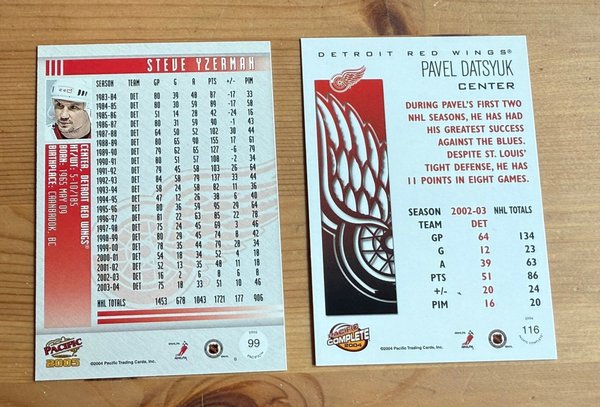 STEVE YZERMAN
SEASON TEAM GP G A PTS +/- PIM
1983-84 DET 80 39 48 87 -17 33
1984-85 DET 80 30 59 89 -17 58
1985-86 DET 51 14 28 42 -24 16
1986-87 DET 80 31 59 90 -1 43
1987-88 DET 64 50 52 102 30 44
1988-89 DET 80 65 90 155 17 61
1989-90 DET 79 62 65 127 -6 79
1990-91 DET 80 51 57 108 -2 34
1991-92 DET 79 45 58 103 26 64
1992-93 DET 84 58 79 137 33 44
1993-94 DET 58 24 58 82 11 36
1994-95 DET 47 12 26 38 6 40
1995-96 DET 80 36 59 95 29 64
1996-97 DET 81 22 63 85 22 78
1997-98 DET 75 24 45 69 3 46
1998-99 DET 80 29 45 74 8 42
1999-00 DET 78 35 44 79 28 34
2000-01 DET 54 18 34 52 4 18
2001-02 DET 52 13 35 48 11 18
2002-03 DET 16 2 6 8 6 8
2003-04 DET 75 18 33 51 10 46
NHL TOTALS 1453 678 1043 1721 177 906
CENTER, DETROIT RED WINGS®
HT/WT: 5-10/185
BORN: 1965 MAY 09
BIRTHPLACE: CRANBROOK, BC
PACIFIC
2005
99
©2004 Pacific Trading Cards, Inc.
DETROIT RED WINGS®
PAVEL DATSYUK
CENTER
DURING PAVEL'S FIRST TWO
NHL SEASONS, HE HAS HAD
HIS GREATEST SUCCESS
AGAINST THE BLUES.
DESPITE ST. LOUIS'
TIGHT DEFENSE, HE HAS
11 POINTS IN EIGHT GAMES.
SEASON 2002-03 NHL TOTALS
TEAM DET
GP 64 134
G 12 23
A 39 63
PTS 51 86
+/- 20 24
PIM 16 20
COMPLETE
2004
116
©2004 Pacific Trading Cards, Inc.